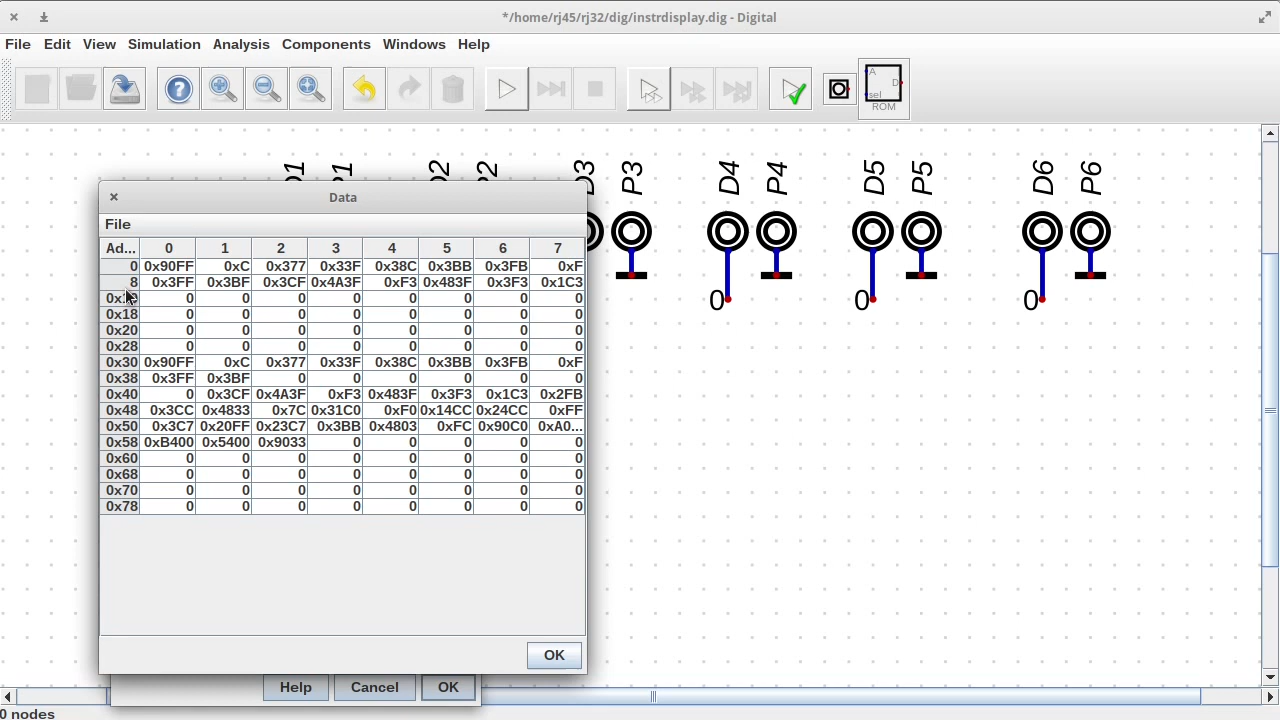 */home/rj45/rj32/dig/instrdisplay.dig - Digital
File Edit View Simulation Analysis Components Windows Help
A D sel ROM
D1 P1 D2 P2 D3 P3 D4 P4 D5 P5 D6 P6
0 0 0
Data
File
Ad... 0 1 2 3 4 5 6 7
0 0x90FF 0xC 0x377 0x33F 0x38C 0x3BB 0x3FB 0xF
8 0x3FF 0x3BF 0x3CF 0x4A3F 0xF3 0x483F 0x3F3 0x1C3
0 0 0 0 0 0 0 0
0x18 0 0 0 0 0 0 0 0
0x20 0 0 0 0 0 0 0 0
0x28 0 0 0 0 0 0 0 0
0x30 0x90FF 0xC 0x377 0x33F 0x38C 0x3BB 0x3FB 0xF
0x38 0x3FF 0x3BF 0 0 0 0 0 0
0x40 0 0x3CF 0x4A3F 0xF3 0x483F 0x3F3 0x1C3 0x2FB
0x48 0x3CC 0x4833 0x7C 0x31C0 0xF0 0x14CC 0x24CC 0xFF
0x50 0x3C7 0x20FF 0x23C7 0x3BB 0x4803 0xFC 0x90C0 0xA0...
0x58 0xB400 0x5400 0x9033 0 0 0 0 0
0x60 0 0 0 0 0 0 0 0
0x68 0 0 0 0 0 0 0 0
0x70 0 0 0 0 0 0 0 0
0x78 0 0 0 0 0 0 0 0
OK
Help Cancel OK
0 nodes